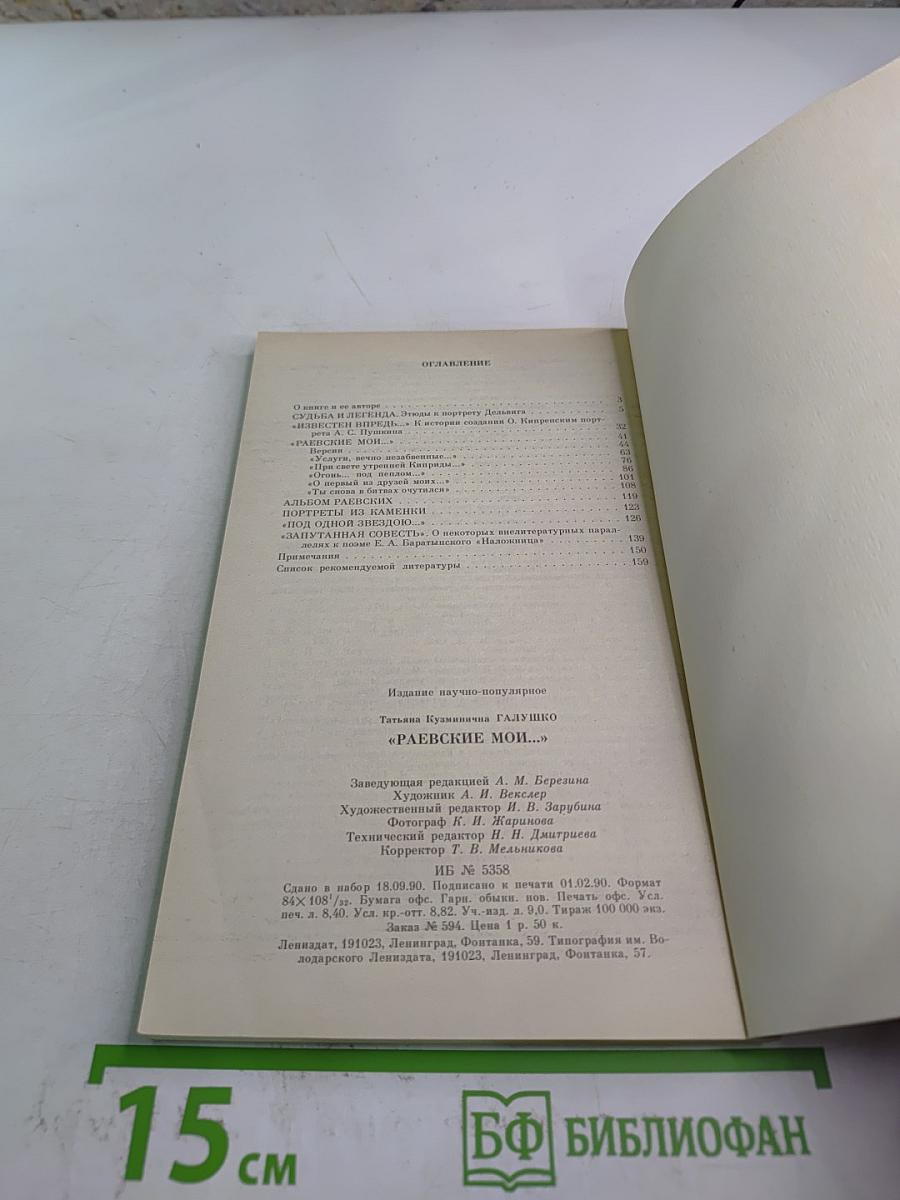 ОГЛАВЛЕНИЕ
О книге и ее авторе . . . 3
СУДЬБА И ЛЕГЕНДА. Этюды к портрету Дельвига . . . 5
«ИЗВЕСТЕН ВПРЕДЬ...» К истории создания О. Кипренским порт-
рета А. С. Пушкина . . . 32
«РАЕВСКИЕ МОИ...» . . . 41
Версии . . . 44
«Услуги, вечно незабвенные...» . . . 63
«При свете утренней Киприды...» . . . 76
«Огонь... под пеплом...» . . . 86
«О первый из друзей моих...» . . . 101
«Ты снова в битвах очутился» . . . 108
АЛЬБОМ РАЕВСКИХ . . . 119
ПОРТРЕТЫ ИЗ КАМЕНКИ . . . 123
«ПОД ОДНОЙ ЗВЕЗДОЮ...» . . . 126
«ЗАПУТАННАЯ СОВЕСТЬ». О некоторых внелитературных парал-
лелях к поэме Е. А. Баратынского «Наложница» . . . 139
Примечания . . . 150
Список рекомендуемой литературы . . . 159
Издание научно-популярное
Татьяна Кузминична ГАЛУШКО
«РАЕВСКИЕ МОИ...»
Заведующая редакцией А. М. Березина
Художник А. И. Векслер
Художественный редактор И. В. Зарубина
Фотограф К. И. Жаринова
Технический редактор Н. Н. Дмитриева
Корректор Т. В. Мельникова
ИБ № 5358
Сдано в набор 18.09.90. Подписано к печати 01.02.90. Формат
84×108¹/₃₂. Бумага офс. Гарн. обыкн. нов. Печать офс. Усл.
печ. л. 8,40. Усл. кр.-отт. 8,82. Уч.-изд. л. 9,0. Тираж 100 000 экз.
Заказ № 594. Цена 1 р. 50 к.
Лениздат, 191023, Ленинград, Фонтанка, 59. Типография им. Во-
лодарского Лениздата, 191023, Ленинград, Фонтанка, 57.
15 см
БФ БИБЛИОФАН